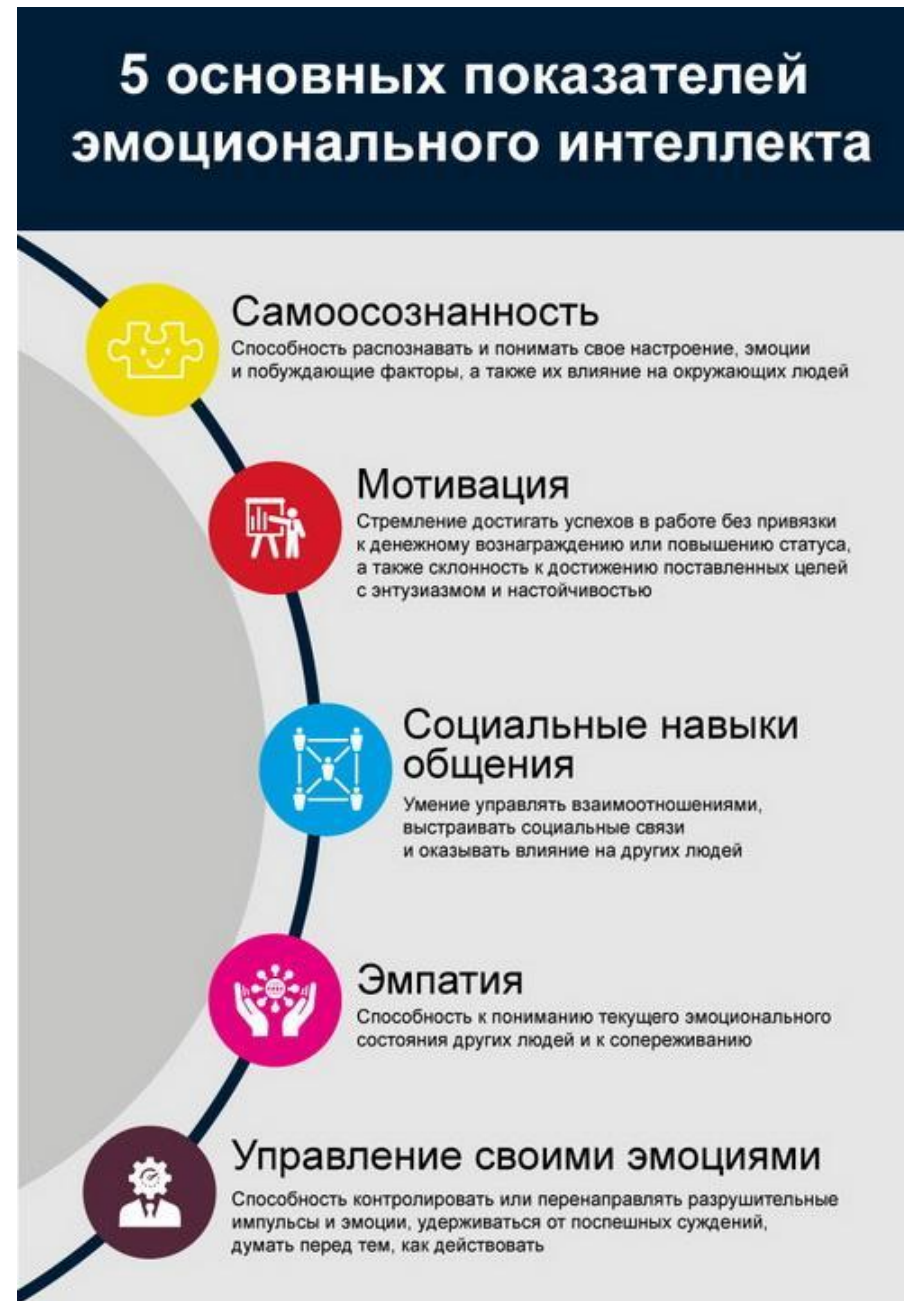 5 основных показателей
эмоционального интеллекта
Самоосознанность
Способность распознавать и понимать свое настроение, эмоции
и побуждающие факторы, а также их влияние на окружающих людей
Мотивация
Стремление достигать успехов в работе без привязки
к денежному вознаграждению или повышению статуса,
а также склонность к достижению поставленных целей
с энтузиазмом и настойчивостью
Социальные навыки
общения
Умение управлять взаимоотношениями,
выстраивать социальные связи
и оказывать влияние на других людей
Эмпатия
Способность к пониманию текущего эмоционального
состояния других людей и к сопереживанию
Управление своими эмоциями
Способность контролировать или перенаправлять разрушительные
импульсы и эмоции, удерживаться от поспешных суждений,
думать перед тем, как действовать